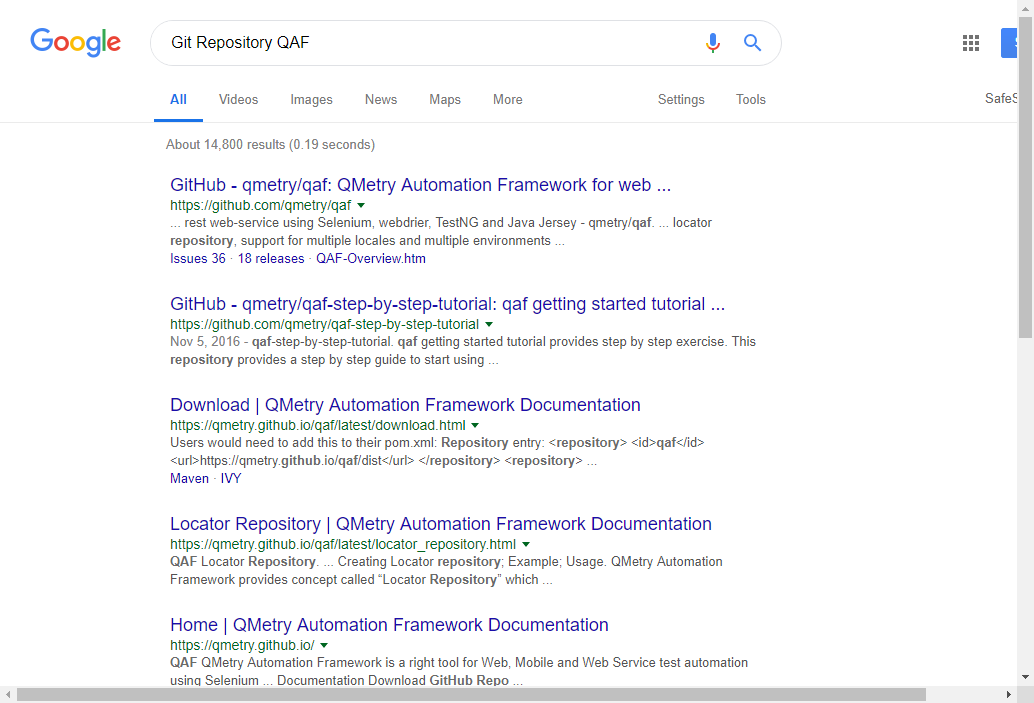 Google
Git Repository QAF
All Videos Images News Maps More Settings Tools
About 14,800 results (0.19 seconds)
GitHub - qmetry/qaf: QMetry Automation Framework for web ...
https://github.com/qmetry/qaf
... rest web-service using Selenium, webdrier, TestNG and Java Jersey - qmetry/qaf. ... locator
repository, support for multiple locales and multiple environments ...
Issues 36 · 18 releases · QAF-Overview.htm
GitHub - qmetry/qaf-step-by-step-tutorial: qaf getting started tutorial ...
https://github.com/qmetry/qaf-step-by-step-tutorial
Nov 5, 2016 - qaf-step-by-step-tutorial. qaf getting started tutorial provides step by step exercise. This
repository provides a step by step guide to start using ...
Download | QMetry Automation Framework Documentation
https://qmetry.github.io/qaf/latest/download.html
Users would need to add this to their pom.xml: Repository entry: <repository> <id>qaf</id>
<url>https://qmetry.github.io/qaf/dist</url> </repository> <repository> ...
Maven · IVY
Locator Repository | QMetry Automation Framework Documentation
https://qmetry.github.io/qaf/latest/locator_repository.html
QAF Locator Repository. ... Creating Locator repository; Example; Usage. QMetry Automation
Framework provides concept called “Locator Repository” which ...
Home | QMetry Automation Framework Documentation
https://qmetry.github.io/
QAF QMetry Automation Framework is a right tool for Web, Mobile and Web Service test automation
using Selenium ... Documentation Download GitHub Repo ...